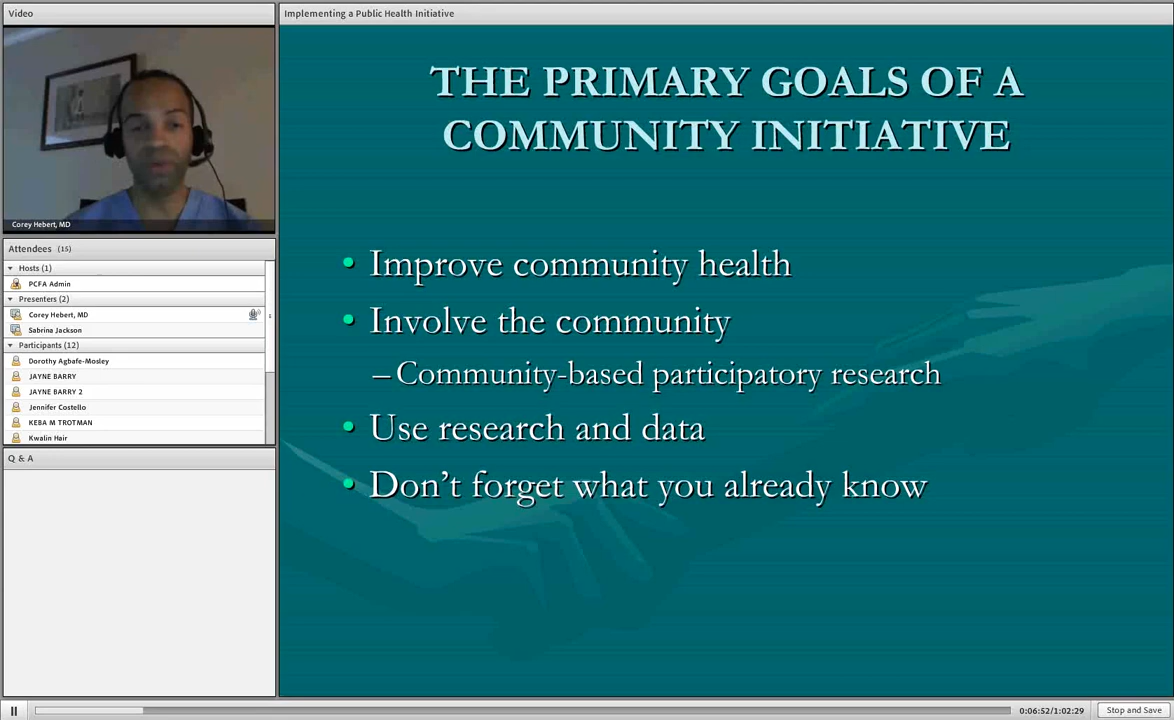 Video
Implementing a Public Health Initiative
Corey Hebert, MD
Attendees (15)
Hosts (1)
PCFA Admin
Presenters (2)
Corey Hebert, MD
1
Sabrina Jackson
Participants (12)
Dorothy Agbafe-Mosley
JAYNE BARRY
JAYNE BARRY 2
Jennifer Costello
KEBA M TROTMAN
Kwalin Hair
Q & A
THE PRIMARY GOALS OF A
COMMUNITY INITIATIVE
• Improve community health
• Involve the community
– Community-based participatory research
• Use research and data
• Don’t forget what you already know
0:06:52/1:02:29
Stop and Save